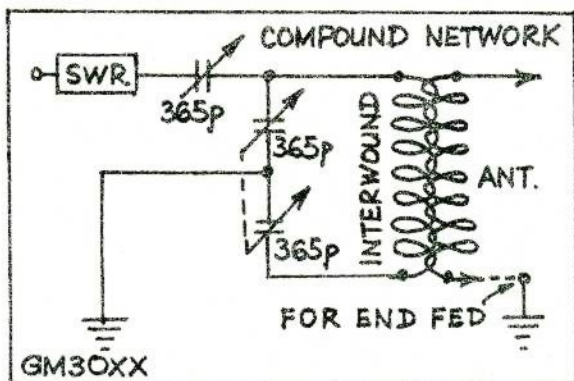 COMPOUND NETWORK
SWR.
365p
365p
365p
INTERWOUND
ANT.
FOR END FED
GM3OXX